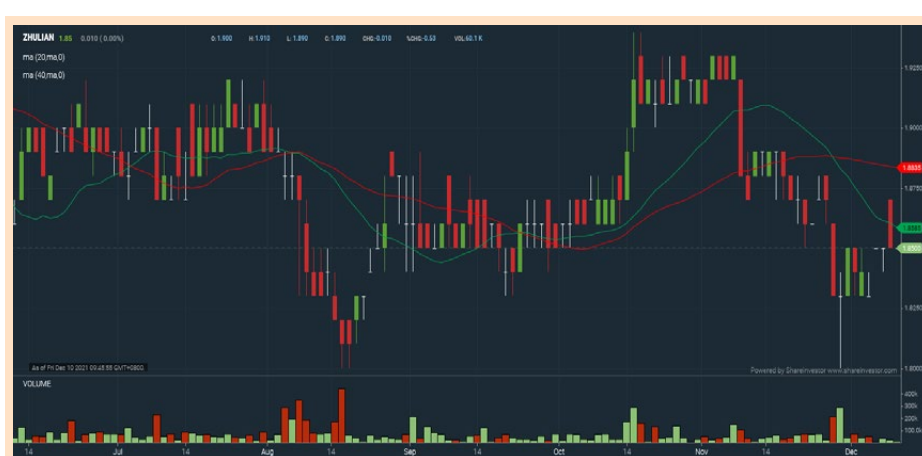 ZHULIAN 1.85 0.010 ( 0.00%) O: 1.900 H: 1.910 L: 1.890 C: 1.890 CHG:-0.010 %CHG:-0.50 VOL:60.1 K
ma (20,ma,0)
ma (40,ma,0)
1.9250
1.9000
1.8835
1.8750
1.8500
1.8250
As of Fri Dec 10 2021 09:45:55 GMT+0800
Powered by Shareinvestor www.shareinvestor.com
1.8000
VOLUME
400k
300k
200k
100.0k
14 Jul 14 Aug 14 Sep 14 Oct 14 Nov 14 Dec